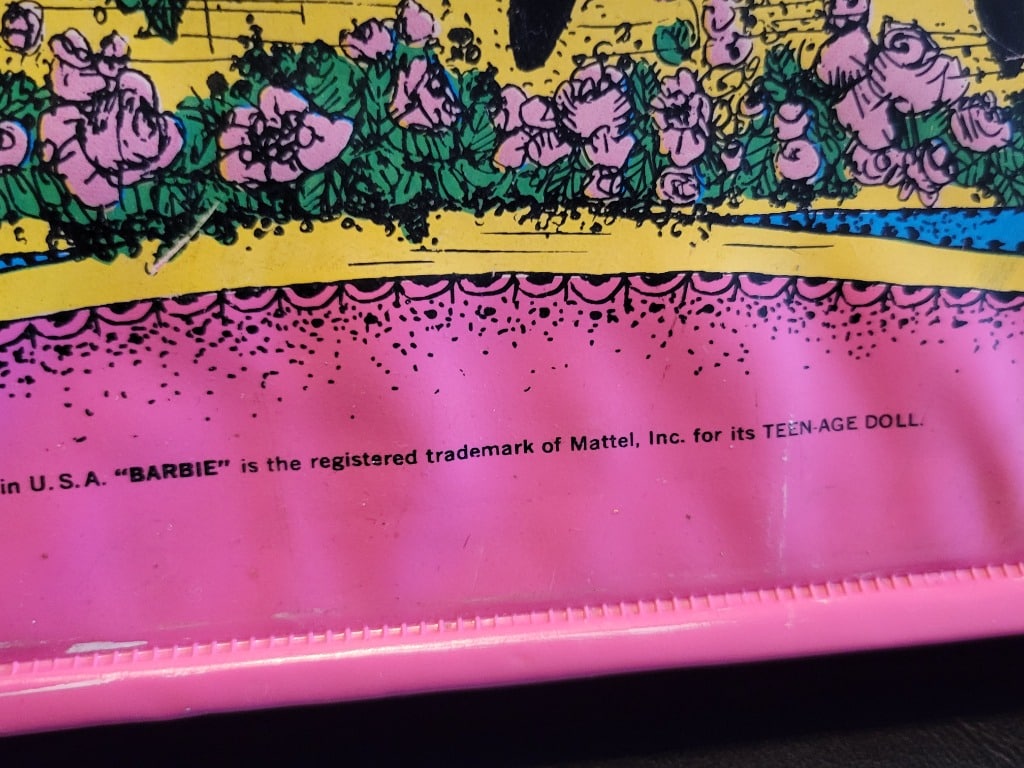 in U.S.A. “BARBIE” is the registered trademark of Mattel, Inc. for its TEEN-AGE DOLL.